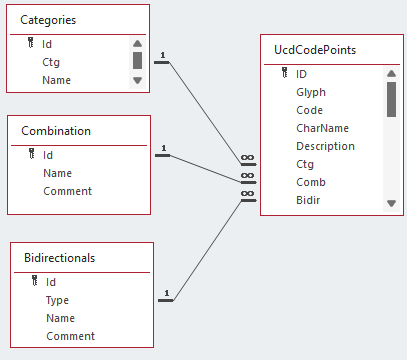 Categories
Id
Ctg
Name
1
Combination
Id
Name
Comment
1
Bidirectionals
Id
Type
Name
Comment
1
UcdCodePoints
ID
Glyph
Code
CharName
Description
Ctg
Comb
Bidir
∞
∞
∞